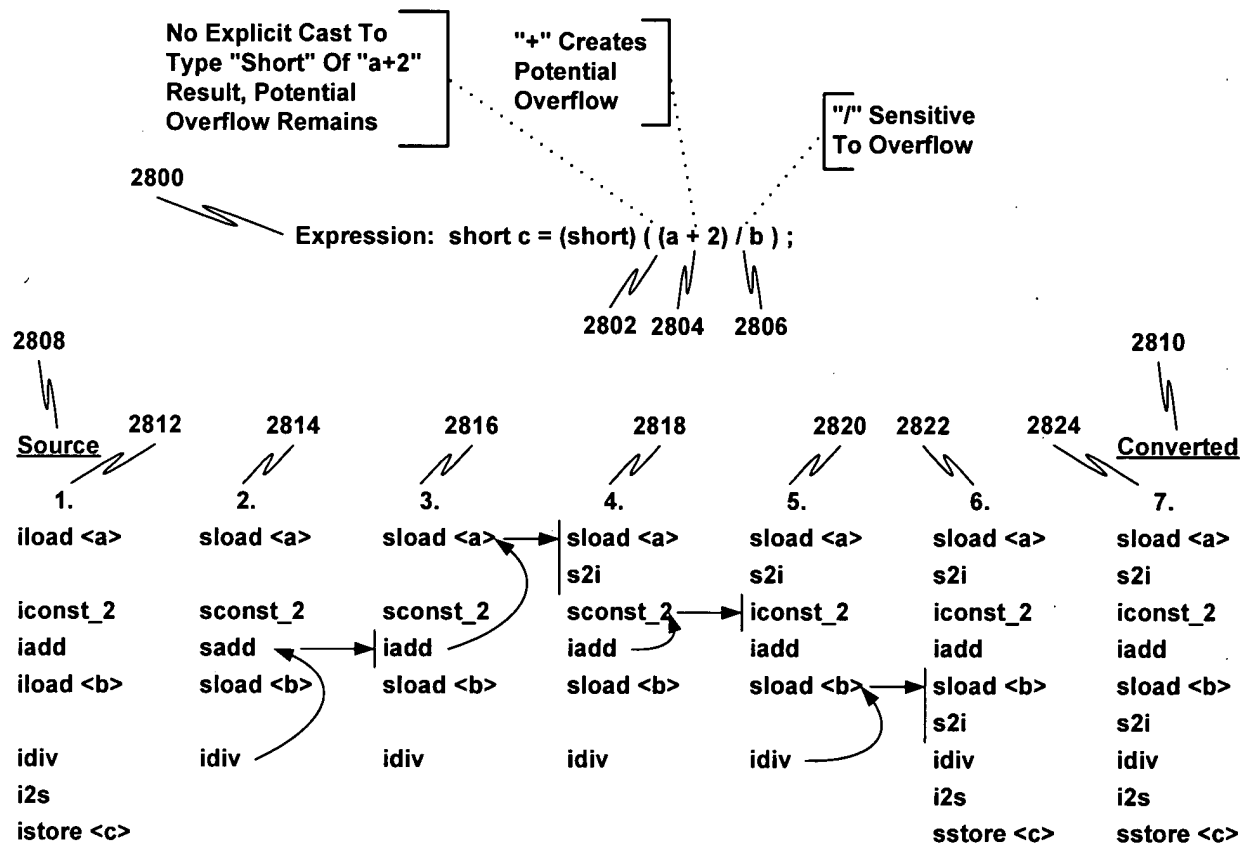 No Explicit Cast To
Type "Short" Of "a+2"
Result, Potential
Overflow Remains
"+" Creates
Potential
Overflow
"/" Sensitive
To Overflow
2800
Expression: short c = (short) ( (a + 2) / b ) ;
2802 2804 2806
2808 2810
2812 2814 2816 2818 2820 2822 2824
Source Converted
1. 2. 3. 4. 5. 6. 7.
iload <a> sload <a> sload <a> sload <a> sload <a> sload <a> sload <a>
s2i s2i s2i s2i
iconst_2 sconst_2 sconst_2 sconst_2 iconst_2 iconst_2 iconst_2
iadd sadd iadd iadd iadd iadd iadd
iload <b> sload <b> sload <b> sload <b> sload <b> sload <b> sload <b>
s2i s2i
idiv idiv idiv idiv idiv idiv idiv
i2s i2s i2s
istore <c> sstore <c> sstore <c>